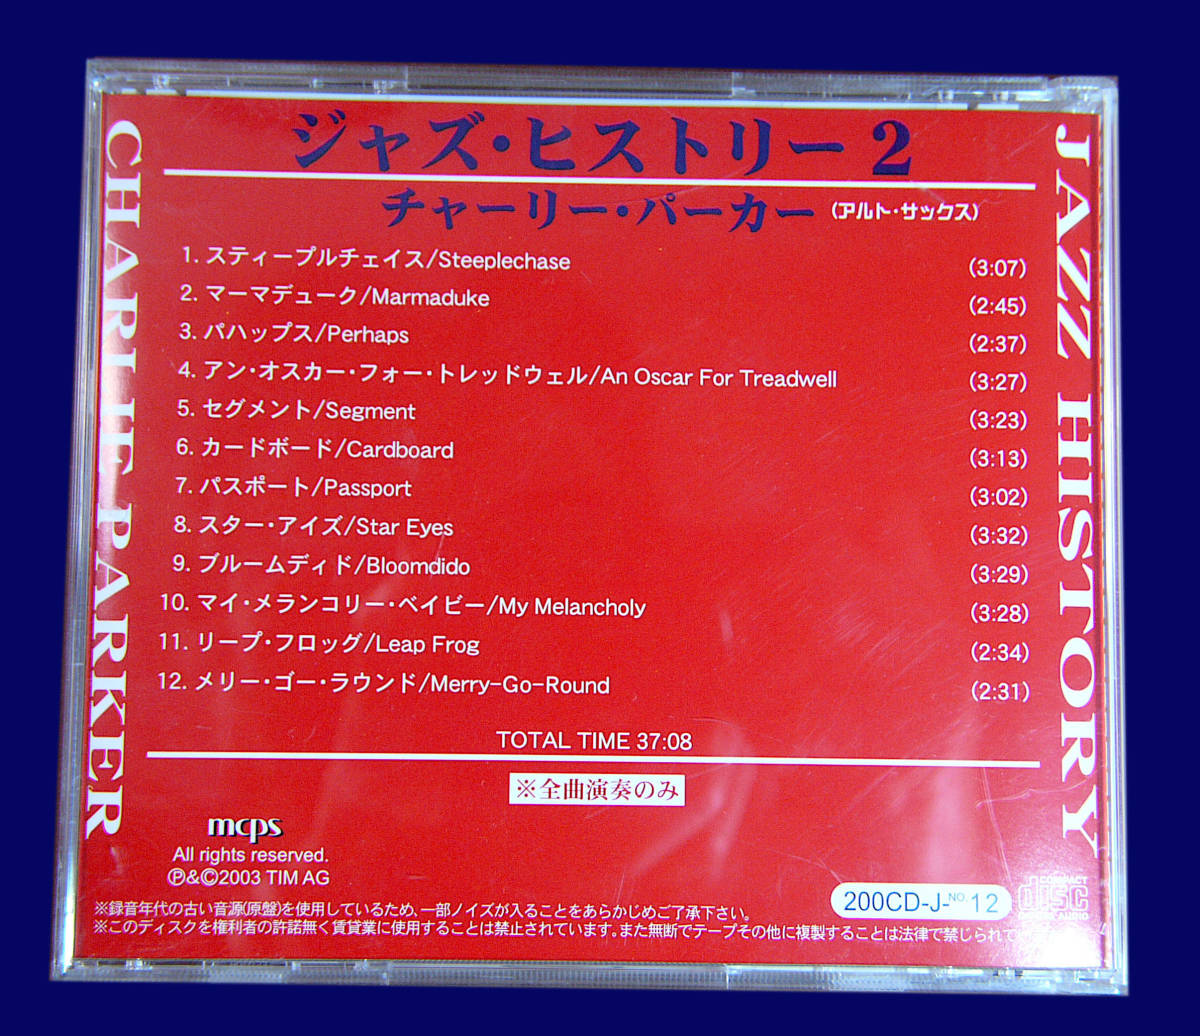 ジャズ・ヒストリー 2
チャーリー・パーカー (アルト・サックス)
CHARLIE PARKER
JAZZ HISTORY
1. スティープルチェイス/Steeplechase (3:07)
2. マーマデューク/Marmaduke (2:45)
3. パハップス/Perhaps (2:37)
4. アン・オスカー・フォー・トレッドウェル/An Oscar For Treadwell (3:27)
5. セグメント/Segment (3:23)
6. カードボード/Cardboard (3:13)
7. パスポート/Passport (3:02)
8. スター・アイズ/Star Eyes (3:32)
9. ブルームディド/Bloomdido (3:29)
10. マイ・メランコリー・ベイビー/My Melancholy (3:28)
11. リープ・フロッグ/Leap Frog (2:34)
12. メリー・ゴー・ラウンド/Merry-Go-Round (2:31)
TOTAL TIME 37:08
※全曲演奏のみ
mcps
All rights reserved.
Ⓟ&©2003 TIM AG
200CD-J-NO.12
COMPACT
disc
DIGITAL AUDIO
※録音年代の古い音源(原盤)を使用しているため、一部ノイズが入ることをあらかじめご了承下さい。
※このディスクを権利者の許諾無く賃貸業に使用することは禁止されています。また無断でテープその他に複製することは法律で禁じられて